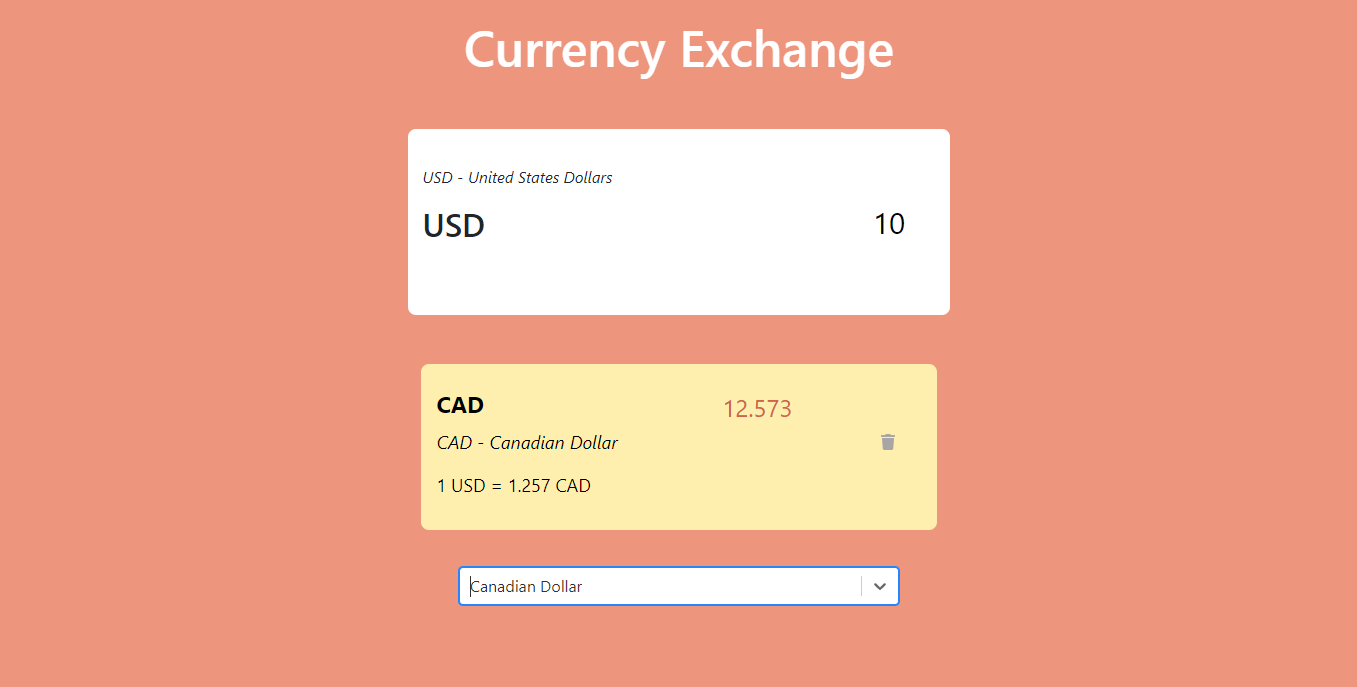 Currency Exchange
USD - United States Dollars
USD 10
CAD 12.573
CAD - Canadian Dollar
1 USD = 1.257 CAD
Canadian Dollar